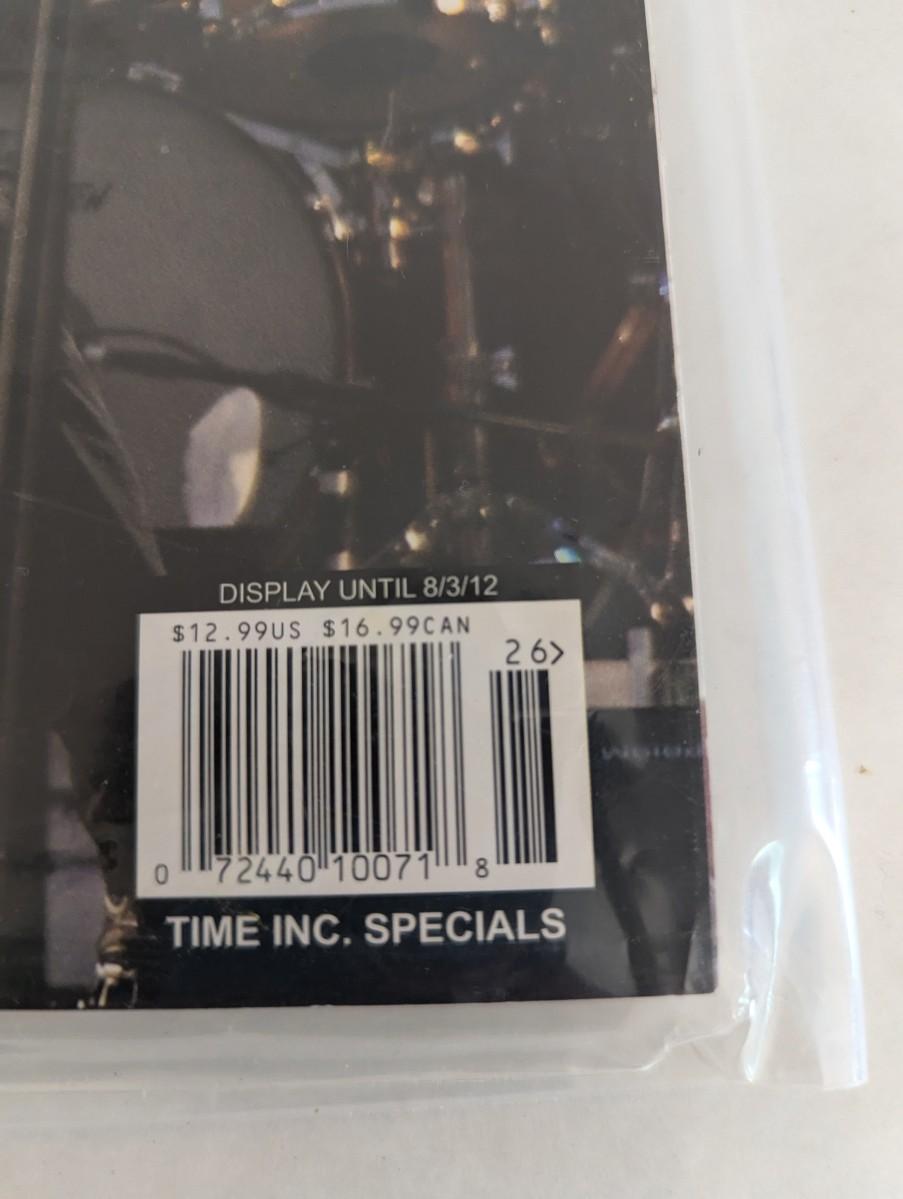 DISPLAY UNTIL 8/3/12
$12.99US $16.99CAN
26>
0 72440 10071 8
TIME INC. SPECIALS